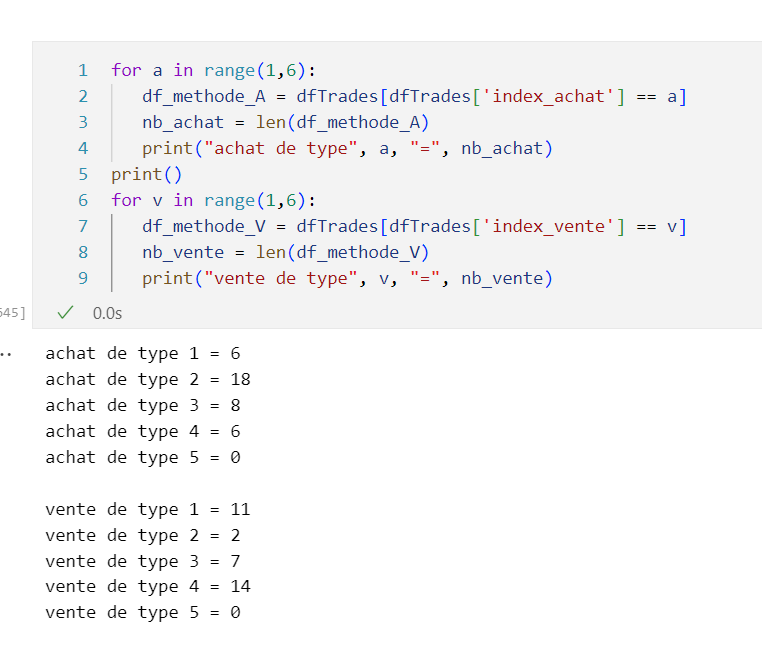 1 for a in range(1,6):
2     df_methode_A = dfTrades[dfTrades['index_achat'] == a]
3     nb_achat = len(df_methode_A)
4     print("achat de type", a, "=", nb_achat)
5 print()
6 for v in range(1,6):
7     df_methode_V = dfTrades[dfTrades['index_vente'] == v]
8     nb_vente = len(df_methode_V)
9     print("vente de type", v, "=", nb_vente)
45] ✓ 0.0s
achat de type 1 = 6
achat de type 2 = 18
achat de type 3 = 8
achat de type 4 = 6
achat de type 5 = 0

vente de type 1 = 11
vente de type 2 = 2
vente de type 3 = 7
vente de type 4 = 14
vente de type 5 = 0